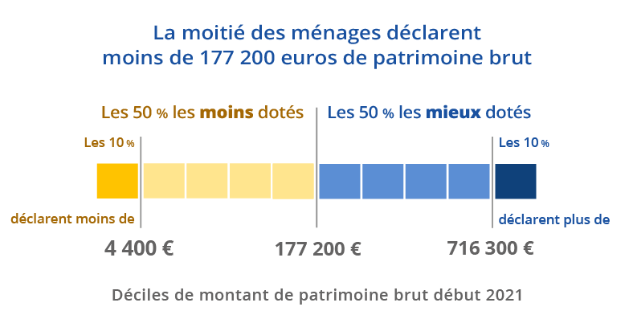 La moitié des ménages déclarent
moins de 177 200 euros de patrimoine brut
Les 50 % les moins dotés
Les 50 % les mieux dotés
Les 10 %
Les 10 %
déclarent moins de
déclarent plus de
4 400 €
177 200 €
716 300 €
Déciles de montant de patrimoine brut début 2021